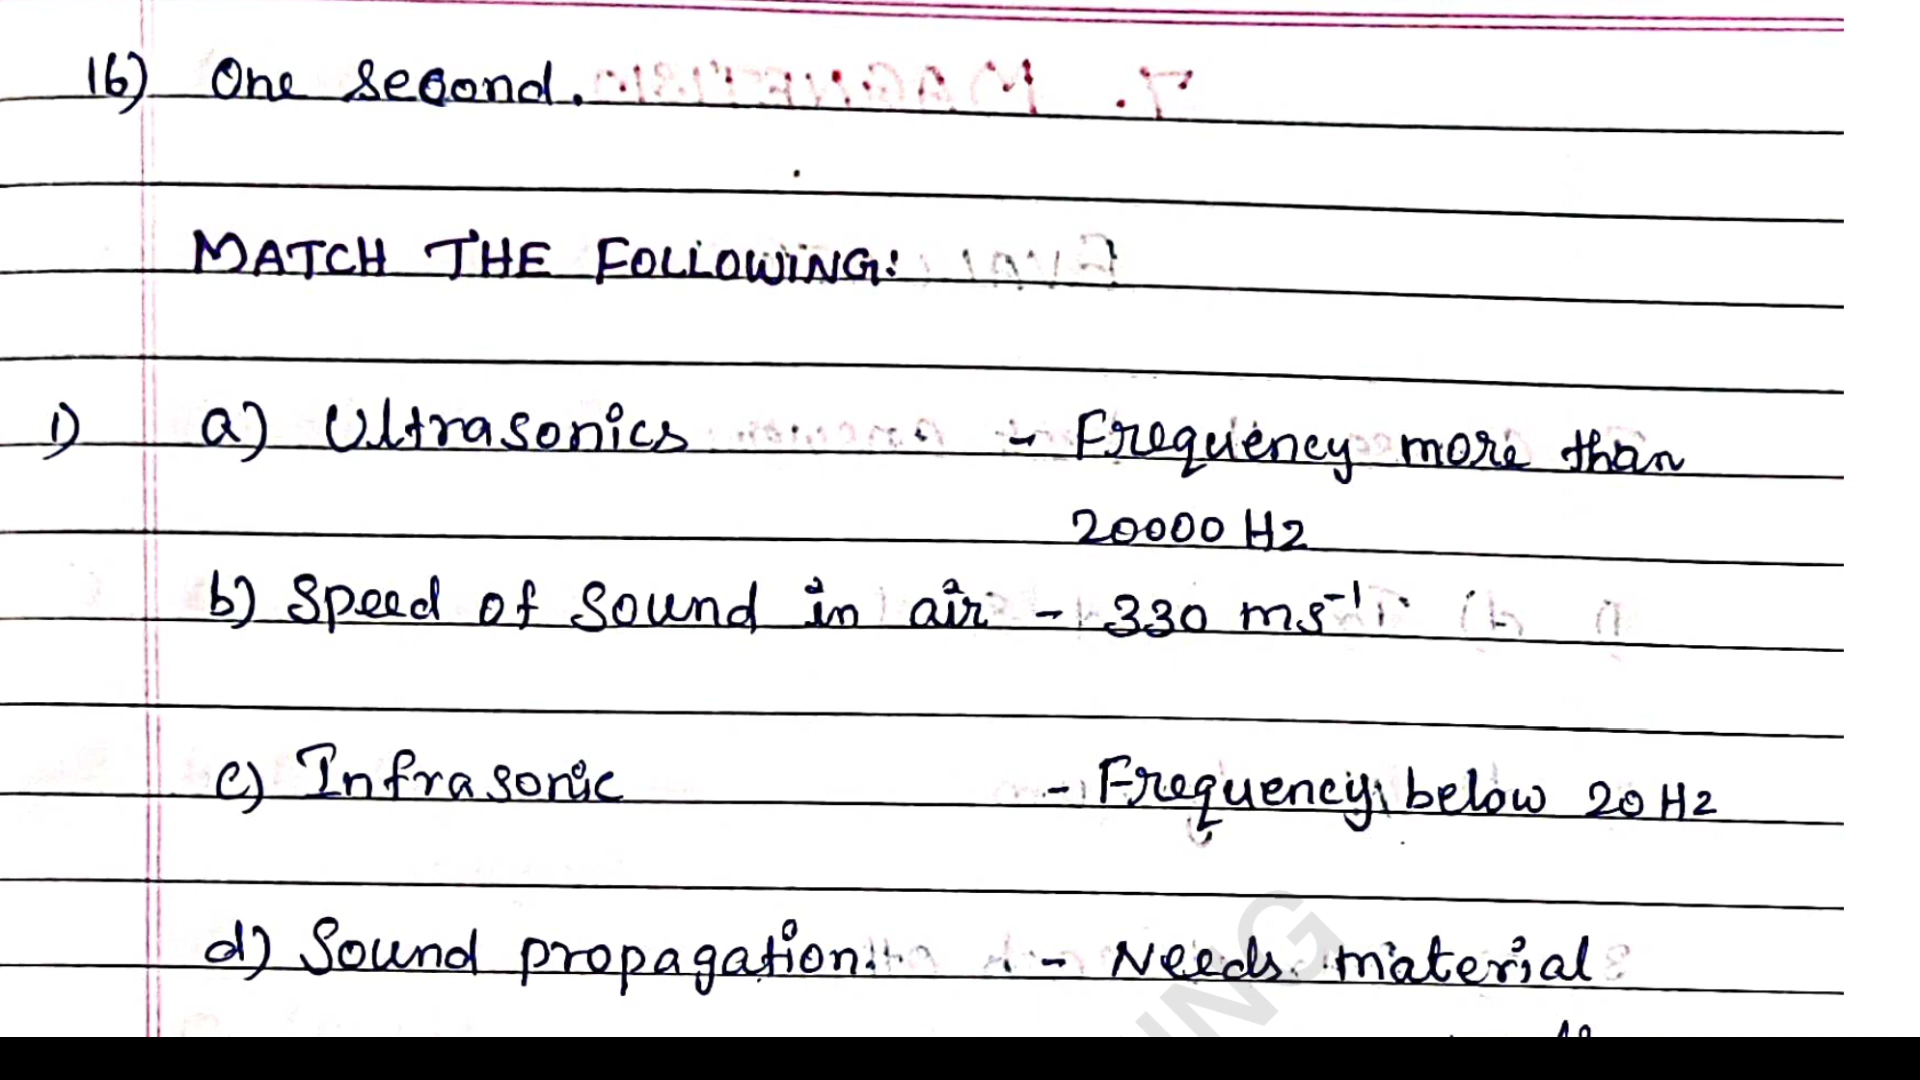 16) One second.
MATCH THE FOLLOWING:
1) a) Ultrasonics - Frequency more than
20000 Hz
b) Speed of Sound in air - 330 ms⁻¹.
c) Infrasonic - Frequency below 20 Hz
d) Sound propagation. - Needs material
NG